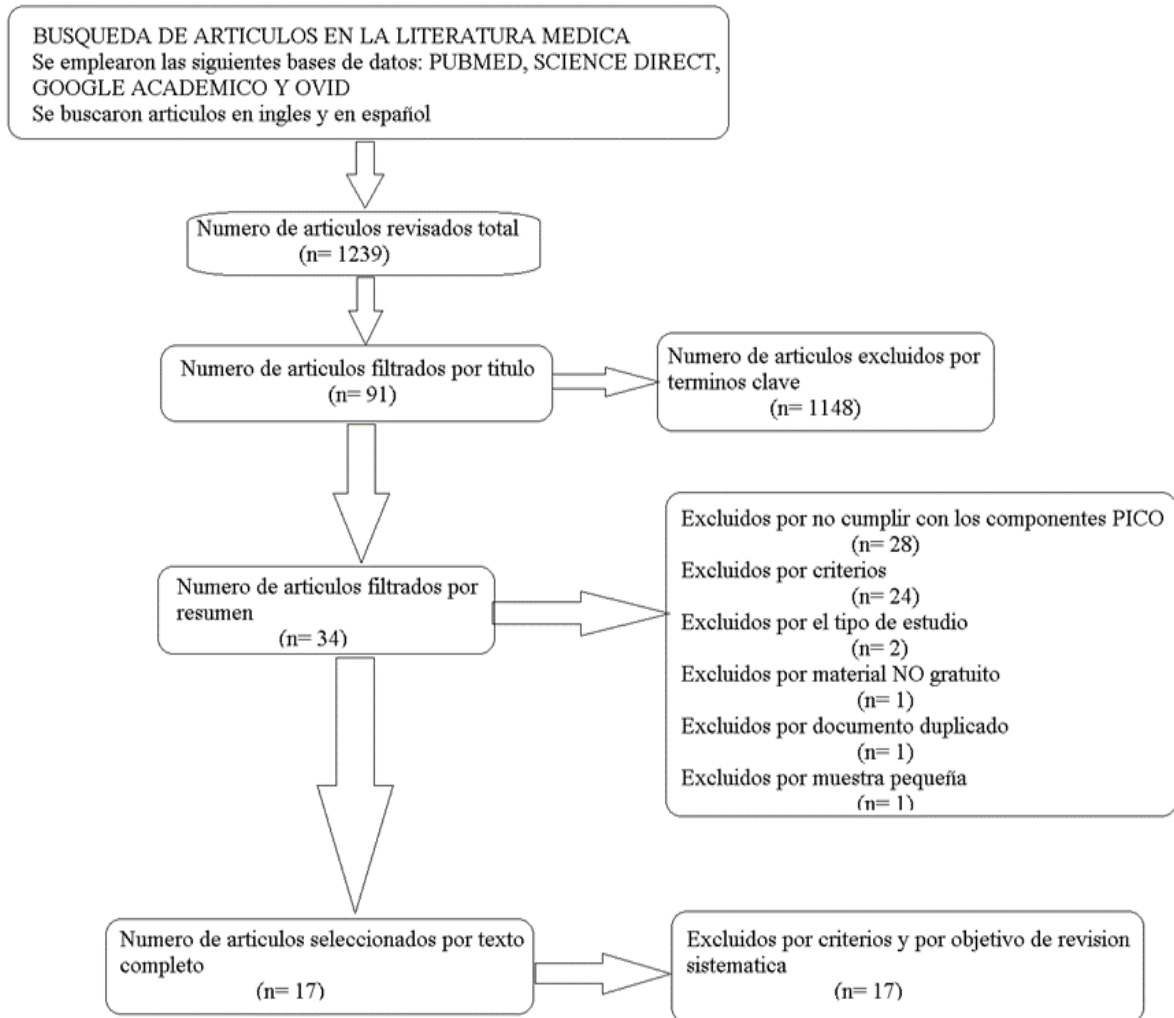 BUSQUEDA DE ARTICULOS EN LA LITERATURA MEDICA
Se emplearon las siguientes bases de datos: PUBMED, SCIENCE DIRECT,
GOOGLE ACADEMICO Y OVID
Se buscaron articulos en ingles y en español
Numero de articulos revisados total
(n= 1239)
Numero de articulos filtrados por titulo
(n= 91)
Numero de articulos excluidos por
terminos clave
(n= 1148)
Numero de articulos filtrados por
resumen
(n= 34)
Excluidos por no cumplir con los componentes PICO
(n= 28)
Excluidos por criterios
(n= 24)
Excluidos por el tipo de estudio
(n= 2)
Excluidos por material NO gratuito
(n= 1)
Excluidos por documento duplicado
(n= 1)
Excluidos por muestra pequeña
(n= 1)
Numero de articulos seleccionados por texto
completo
(n= 17)
Excluidos por criterios y por objetivo de revision
sistematica
(n= 17)